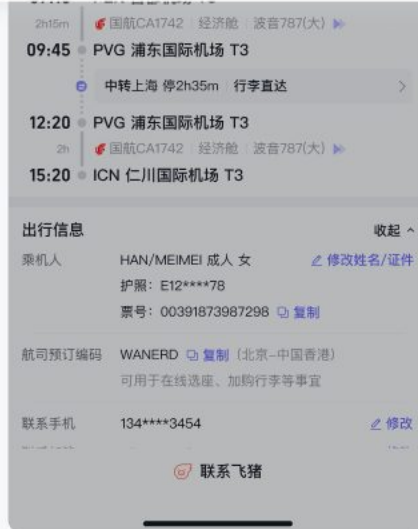 2h15m 国航CA1742 经济舱 波音787(大)
09:45 PVG 浦东国际机场 T3
中转上海 停2h35m 行李直达
12:20 PVG 浦东国际机场 T3
2h 国航CA1742 经济舱 波音787(大)
15:20 ICN 仁川国际机场 T3
出行信息 收起
乘机人 HAN/MEIMEI 成人 女 修改姓名/证件
护照：E12****78
票号：00391873987298 复制
航司预订编码 WANERD 复制（北京-中国香港）
可用于在线选座、加购行李等事宜
联系手机 134****3454 修改
联系飞猪